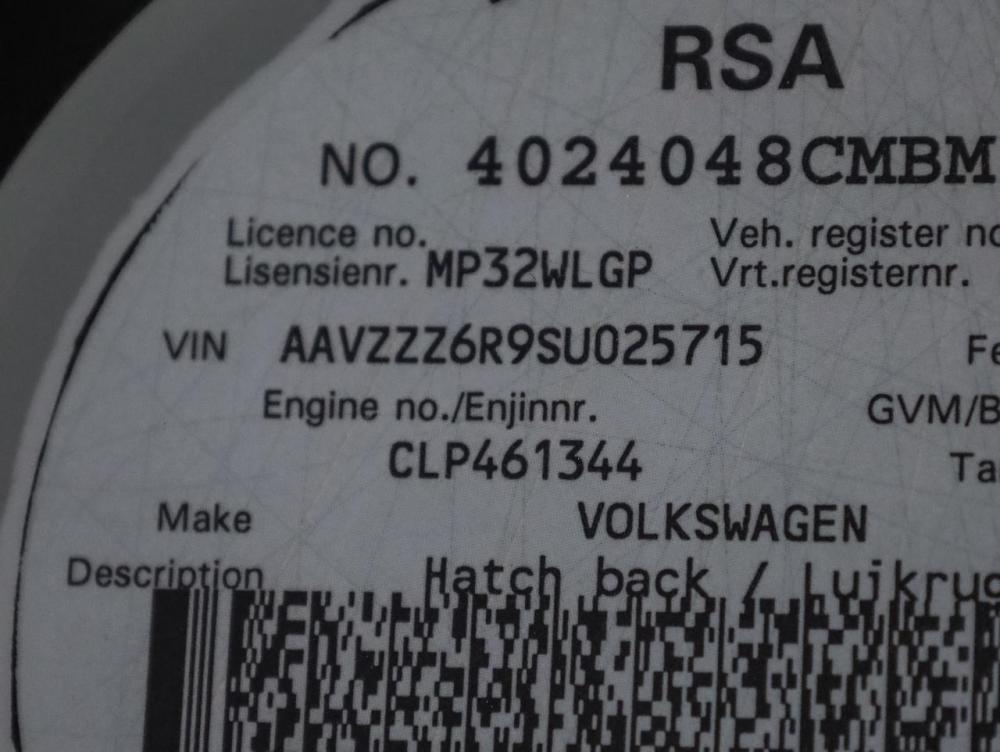 RSA
NO. 4024048CMBM
Licence no. Veh. register
Lisensienr. MP32WLGP Vrt.registernr.
VIN AAVZZZ6R9SU025715
Engine no./Enjinnr. GVM/B
CLP461344
Make VOLKSWAGEN
Description Hatch back /